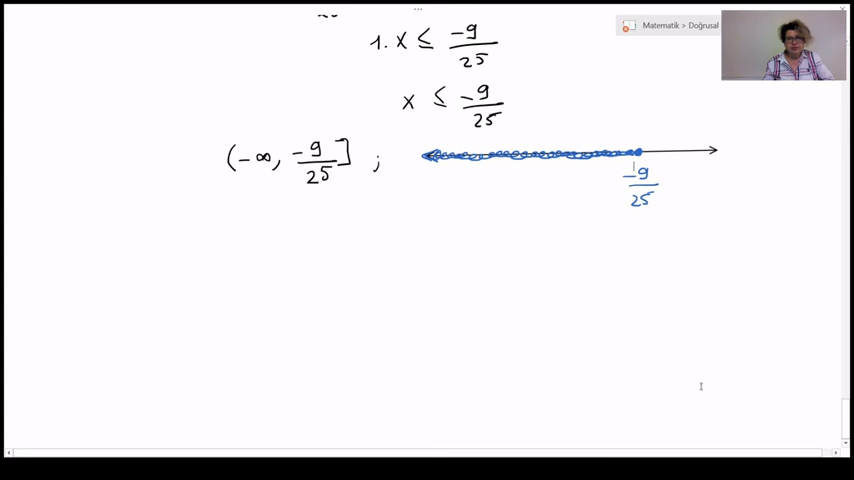 Matematik > Doğrusal
1. x ≤ -9/25
x ≤ -9/25
(-∞, -9/25] ;
-9/25